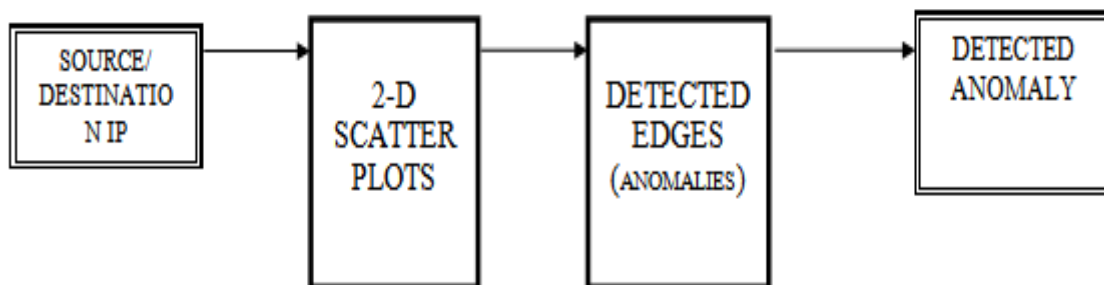 SOURCE/
DESTINATIO
N IP
2-D
SCATTER
PLOTS
DETECTED
EDGES
(ANOMALIES)
DETECTED
ANOMALY